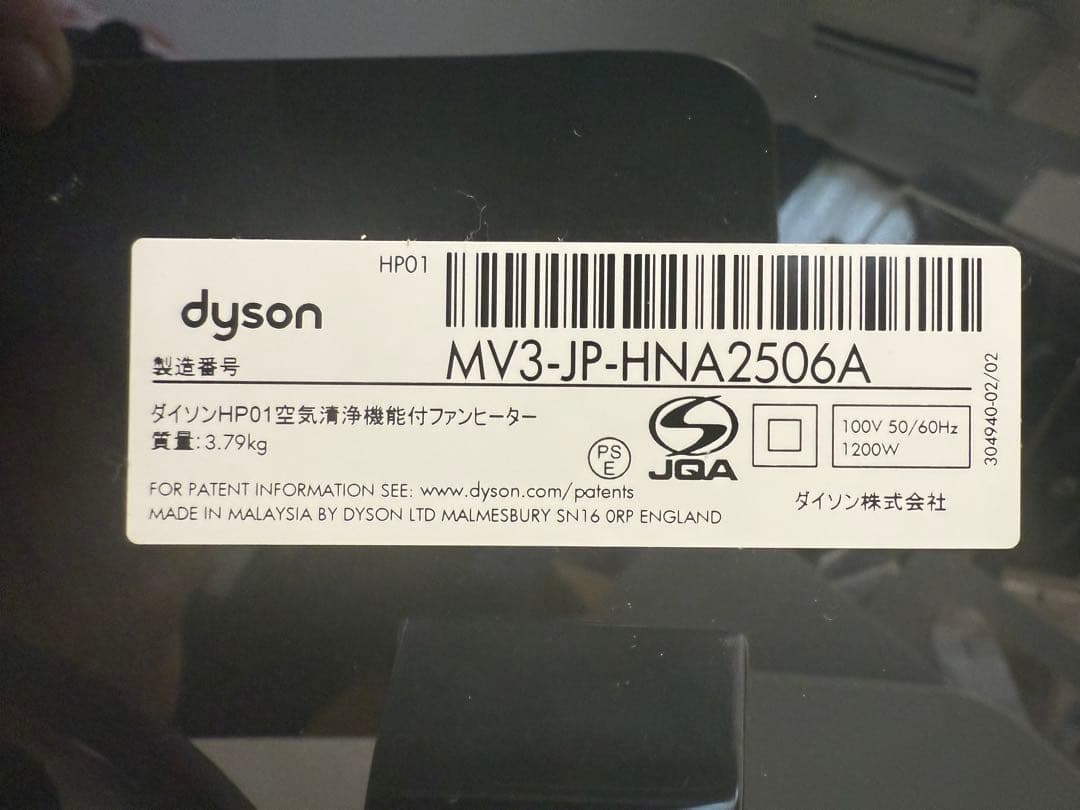 HP01
dyson
製造番号
MV3-JP-HNA2506A
ダイソンHP01空気清浄機能付ファンヒーター
質量:3.79kg
PS
E
JQA
100V 50/60Hz
1200W
304940-02/02
FOR PATENT INFORMATION SEE: www.dyson.com/patents
ダイソン株式会社
MADE IN MALAYSIA BY DYSON LTD MALMESBURY SN16 0RP ENGLAND